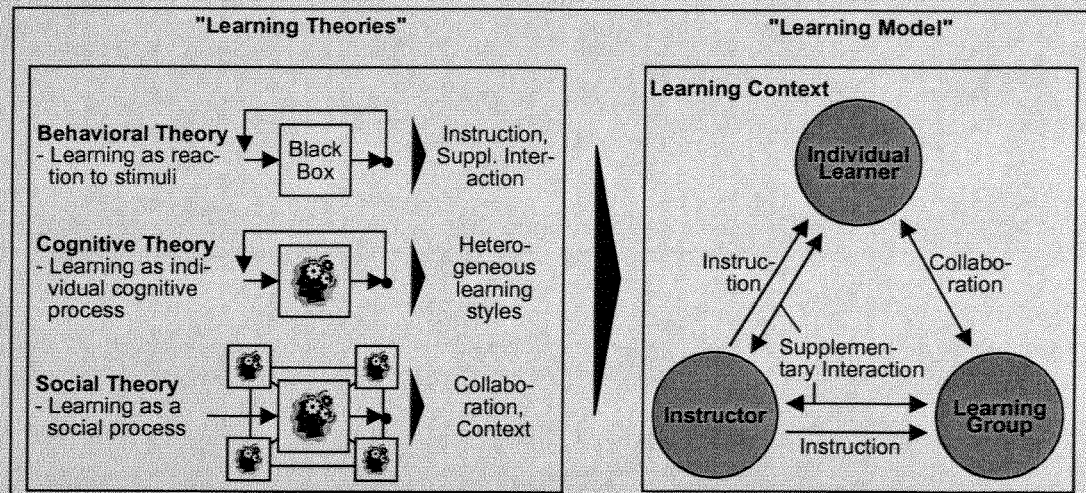 "Learning Theories"
"Learning Model"
Behavioral Theory
- Learning as reac-
tion to stimuli
Black
Box
Instruction,
Suppl. Inter-
action
Cognitive Theory
- Learning as indi-
vidual cognitive
process
Hetero-
geneous
learning
styles
Social Theory
- Learning as a
social process
Collabo-
ration,
Context
Learning Context
Individual
Learner
Instruc-
tion
Collabo-
ration
Supplemen-
tary Interaction
Instructor
Learning
Group
Instruction